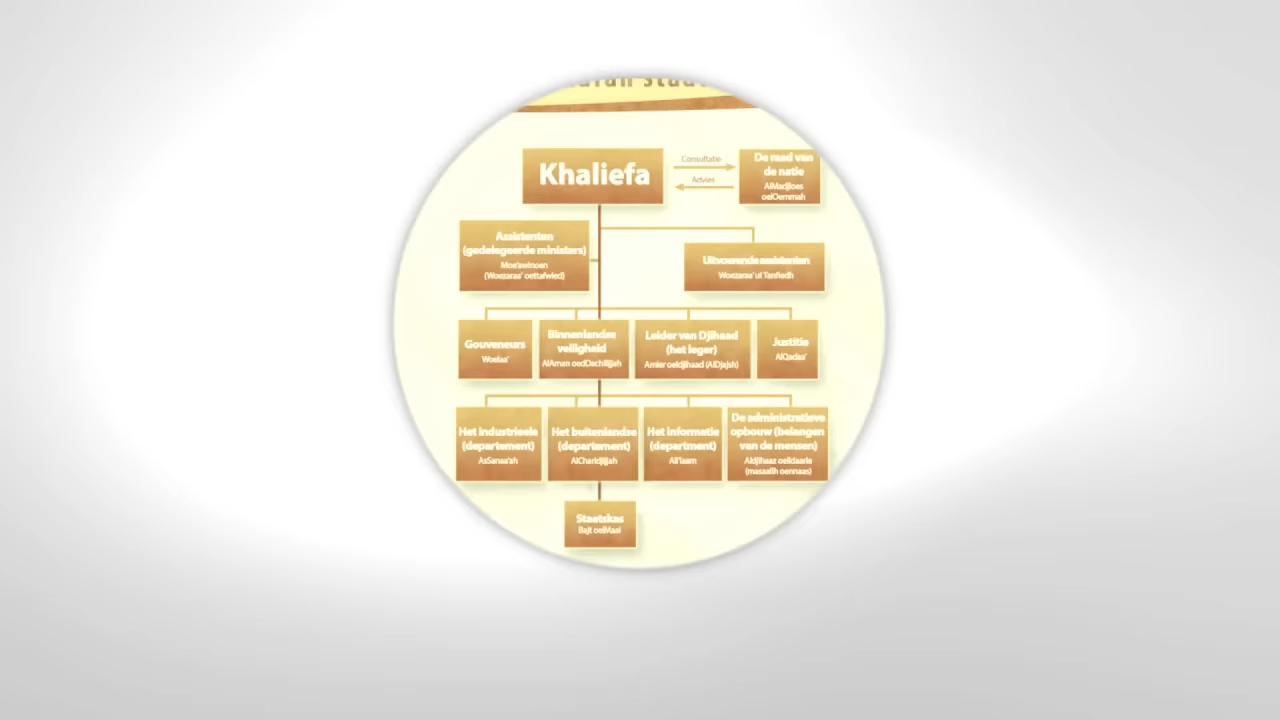 Khaliefa
Consultatie
Advies
De raad van
de natie
AlMadjloes
oelOemmah
Assistenten
(gedelegeerde ministers)
Moe'awinoen
(Woezaraa' oettafwied)
Uitvoerende assistenten
Woezaraa' ut Tanfiedh
Gouveneurs
Woelaa'
Binnenlandse
veiligheid
AlAman oedDachilijjah
Leider van Djihaad
(het leger)
Amier oeldjihaad (AlDjajsh)
Justitie
AlQadaa'
Het industrieele
(departement)
AsSanaa'ah
Het buitenlandse
(departement)
AlCharidjijjah
Het informatie
(department)
Ali'laam
De administratieve
opbouw (belangen
van de mensen)
Aldjihaaz oelidaarie
(masaalih oennaas)
Staatskas
Bajt oelMaal